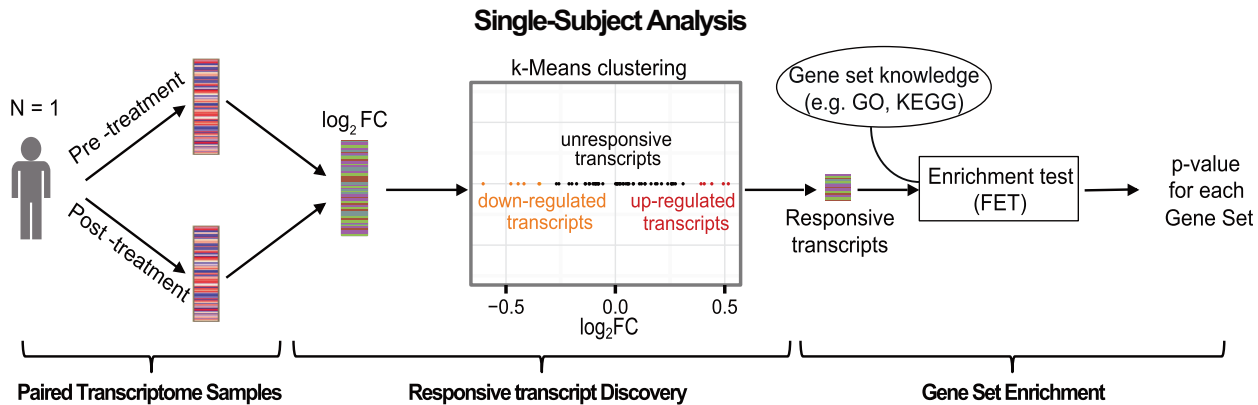 Single-Subject Analysis
N = 1
Pre -treatment
Post -treatment
log2 FC
k-Means clustering
unresponsive
transcripts
down-regulated
transcripts
up-regulated
transcripts
−0.5
0.0
0.5
log2FC
Gene set knowledge
(e.g. GO, KEGG)
Responsive
transcripts
Enrichment test
(FET)
p-value
for each
Gene Set
Paired Transcriptome Samples
Responsive transcript Discovery
Gene Set Enrichment